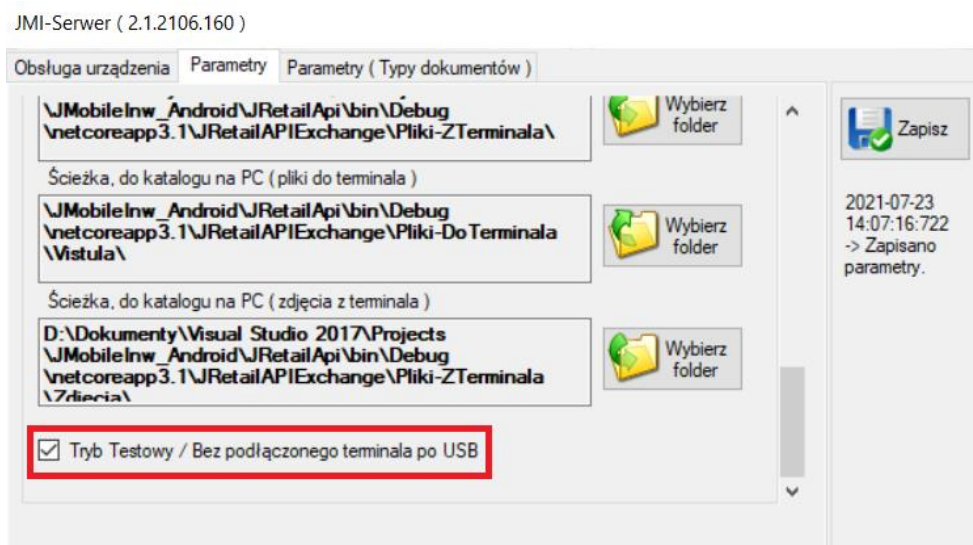 JMI-Serwer ( 2.1.2106.160 )
Obsługa urządzenia
Parametry
Parametry ( Typy dokumentów )
\JMobileInw_Android\JRetailApi\bin\Debug
\netcoreapp3.1\JRetailAPIExchange\Pliki-ZTerminala\
Wybierz
folder
Ścieżka, do katalogu na PC ( pliki do terminala )
\JMobileInw_Android\JRetailApi\bin\Debug
\netcoreapp3.1\JRetailAPIExchange\Pliki-DoTerminala
\Vistula\
Wybierz
folder
Ścieżka, do katalogu na PC ( zdjęcia z terminala )
D:\Dokumenty\Visual Studio 2017\Projects
\JMobileInw_Android\JRetailApi\bin\Debug
\netcoreapp3.1\JRetailAPIExchange\Pliki-ZTerminala
\Zdjecia\
Wybierz
folder
Tryb Testowy / Bez podłączonego terminala po USB
Zapisz
2021-07-23
14:07:16:722
-> Zapisano
parametry.